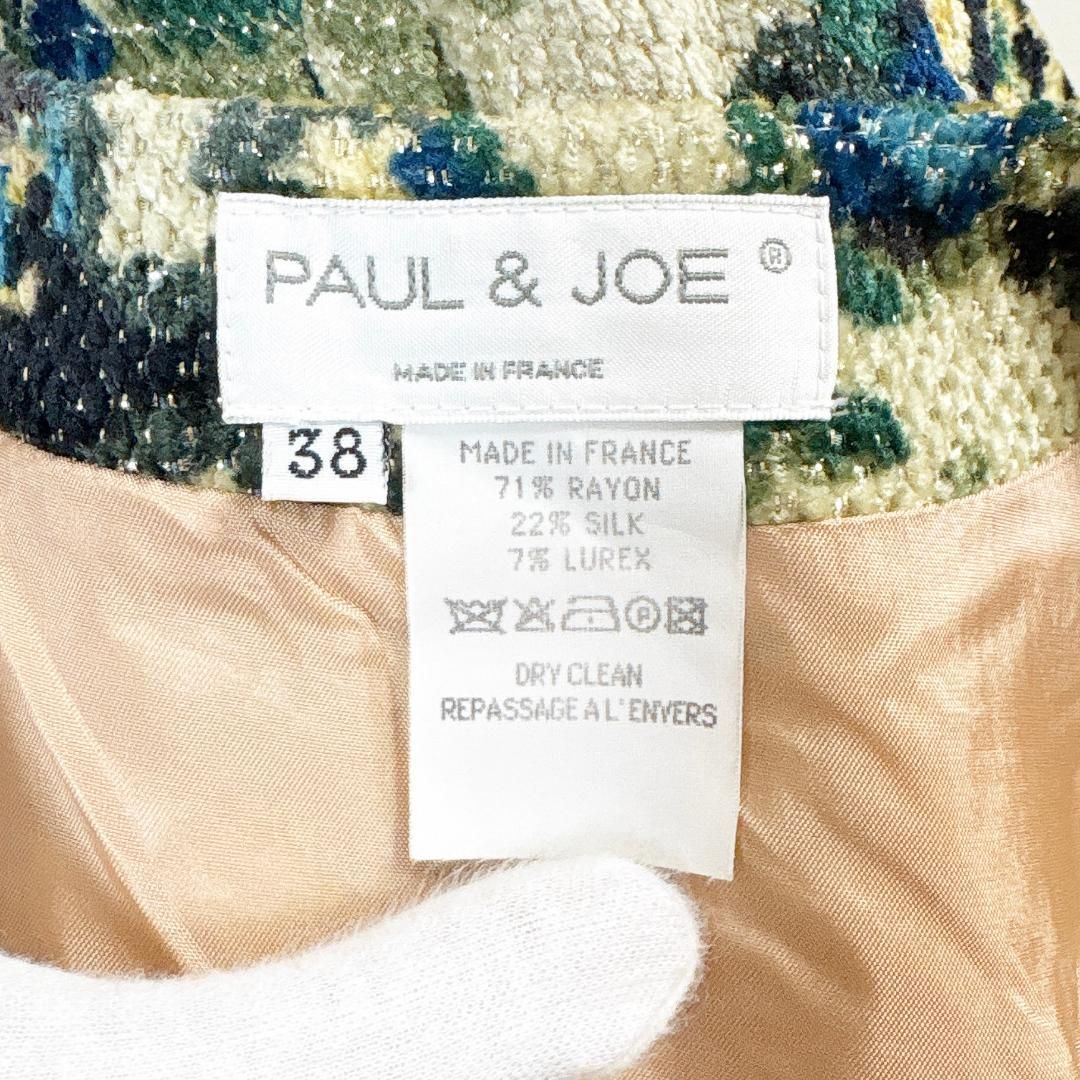 PAUL & JOE ®
MADE IN FRANCE
38
MADE IN FRANCE
71% RAYON
22% SILK
7% LUREX
P
DRY CLEAN
REPASSAGE A L'ENVERS